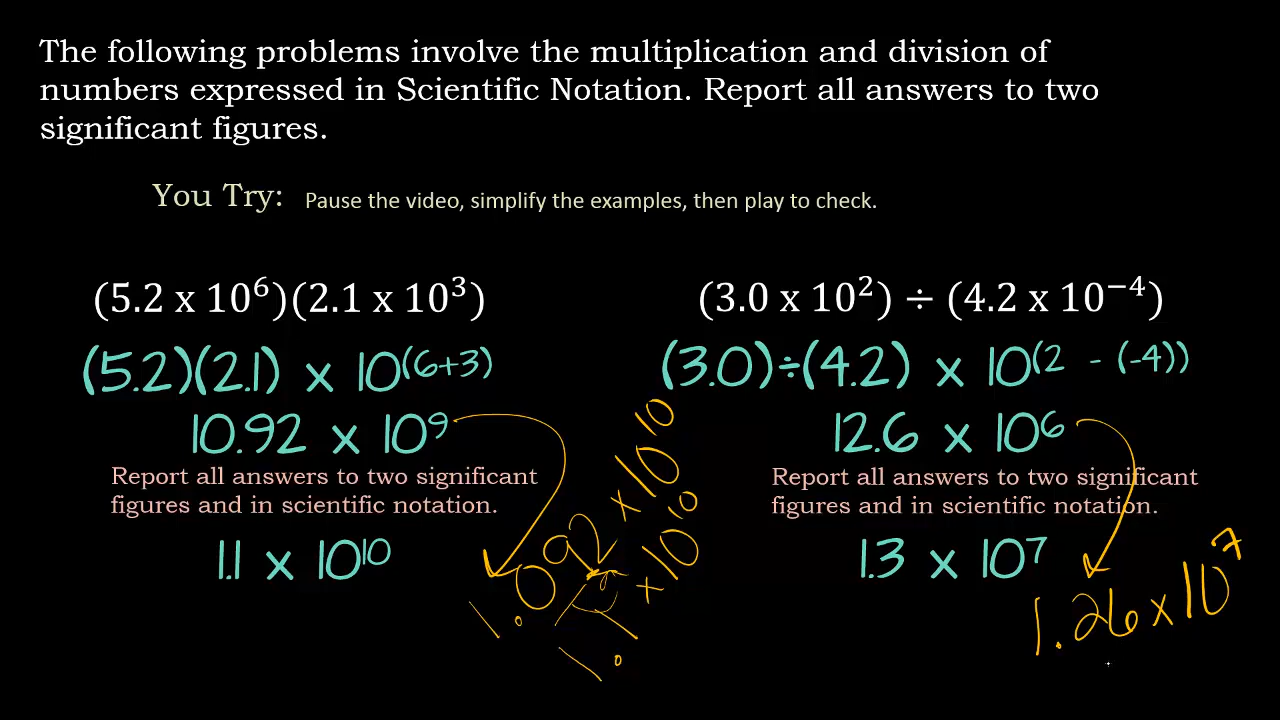 The following problems involve the multiplication and division of
numbers expressed in Scientific Notation. Report all answers to two
significant figures.
You Try: Pause the video, simplify the examples, then play to check.
(5.2 x 10⁶)(2.1 x 10³)
(5.2)(2.1) x 10⁽⁶⁺³⁾
10.92 x 10⁹
Report all answers to two significant
figures and in scientific notation.
1.1 x 10¹⁰
1.092 x 10¹⁰
1.1 x 10¹⁰
(3.0 x 10²) ÷ (4.2 x 10⁻⁴)
(3.0)÷(4.2) x 10⁽² ⁻ ⁽⁻⁴⁾⁾
12.6 x 10⁶
Report all answers to two significant
figures and in scientific notation.
1.3 x 10⁷
1.26 x 10⁷